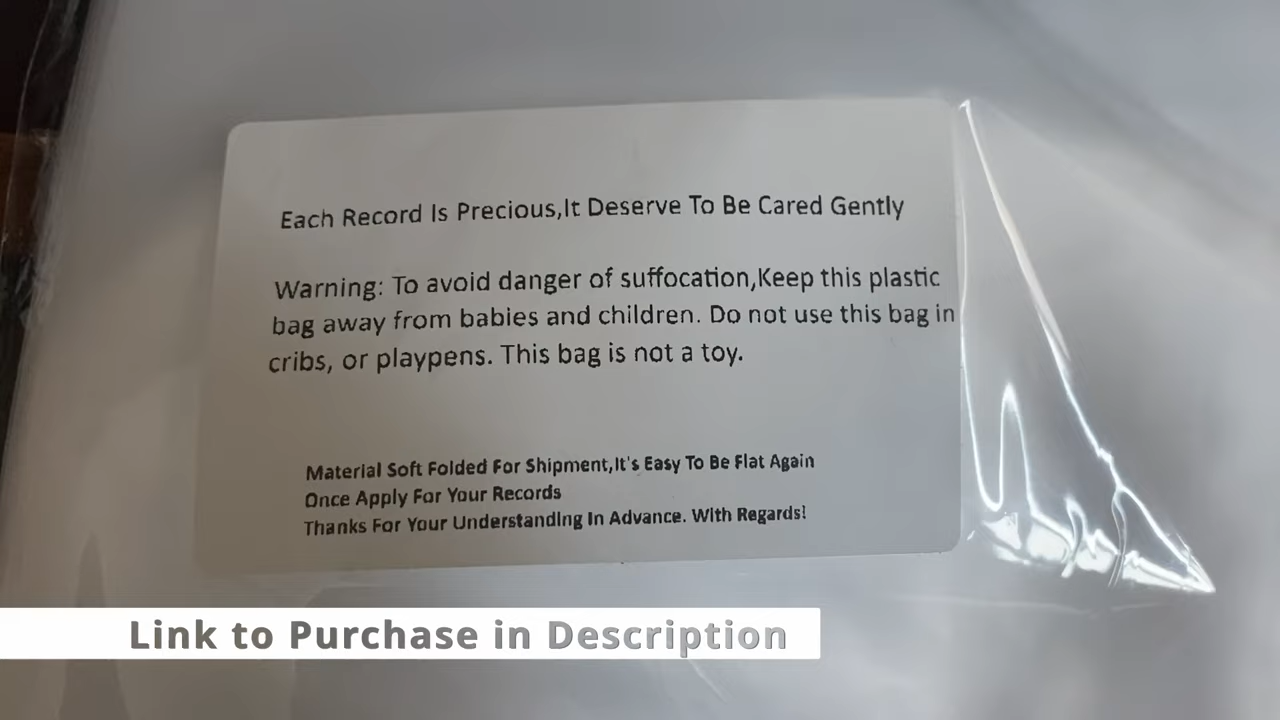 Each Record Is Precious,It Deserve To Be Cared Gently
Warning: To avoid danger of suffocation,Keep this plastic
bag away from babies and children. Do not use this bag in
cribs, or playpens. This bag is not a toy.
Material Soft Folded For Shipment,It's Easy To Be Flat Again
Once Apply For Your Records
Thanks For Your Understanding In Advance. With Regards!
Link to Purchase in Description